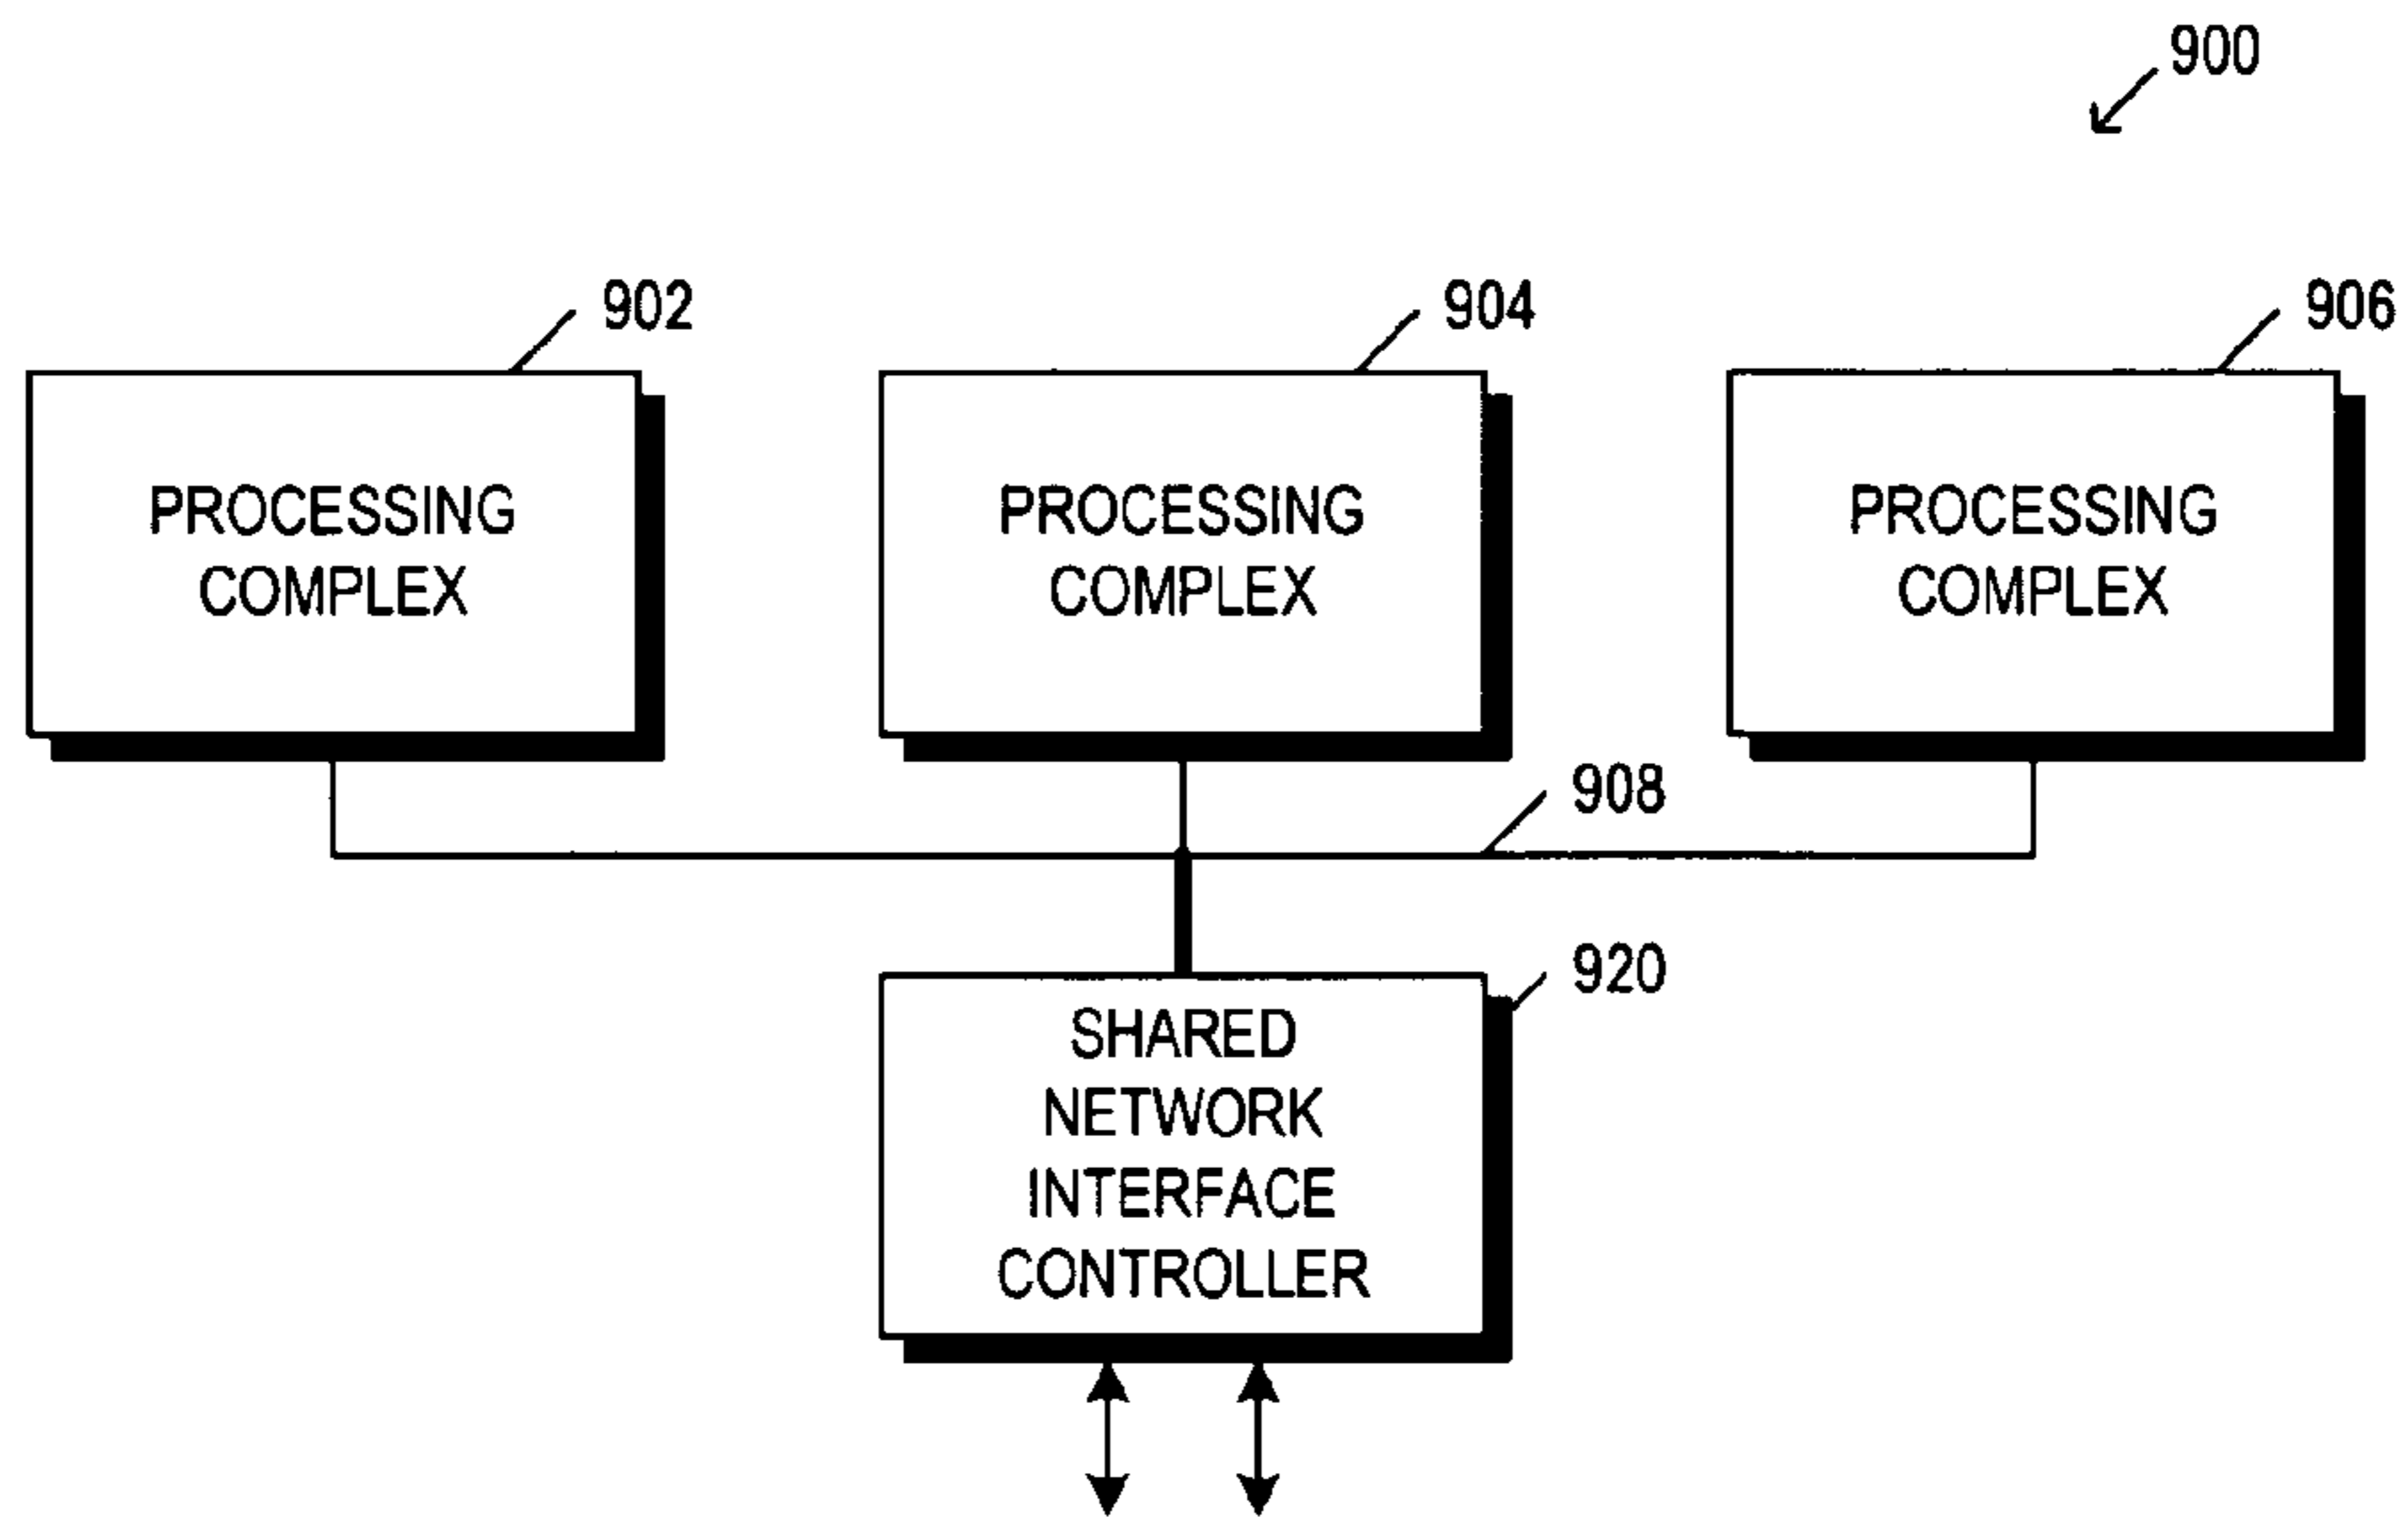 900
902
904
906
PROCESSING
COMPLEX
PROCESSING
COMPLEX
PROCESSING
COMPLEX
908
920
SHARED
NETWORK
INTERFACE
CONTROLLER